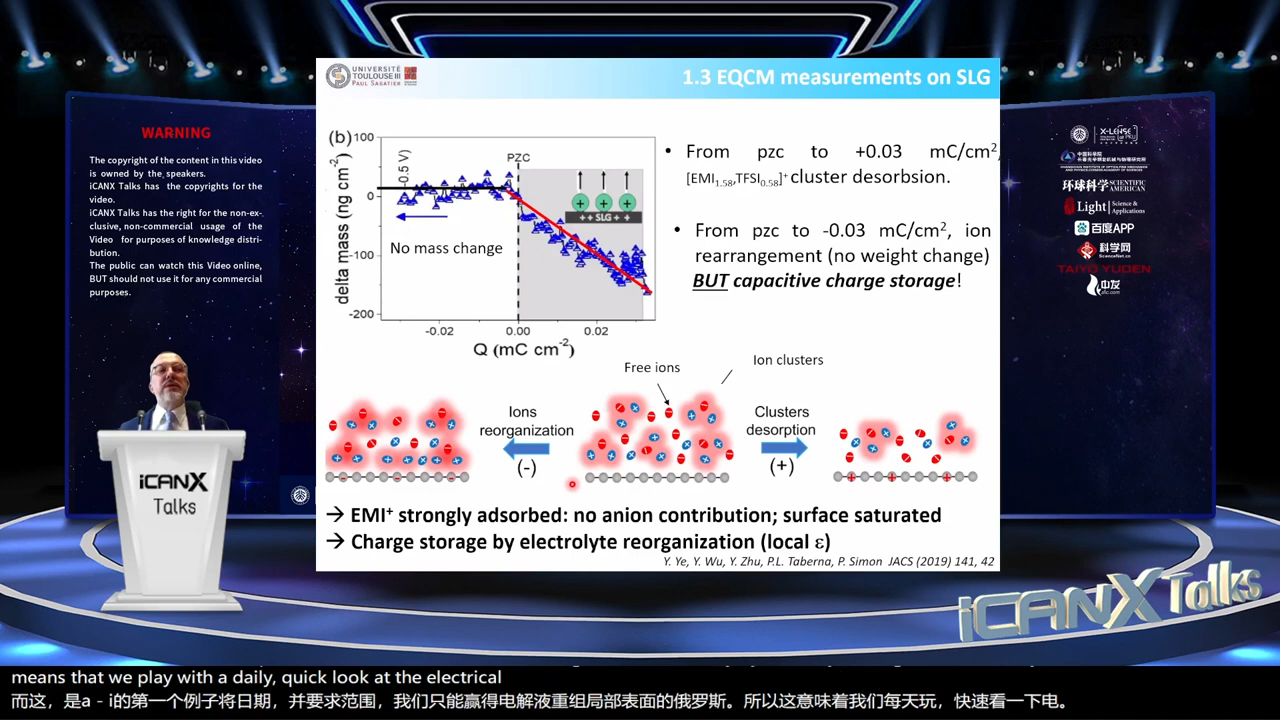 WARNING
The copyright of the content in this video
is owned by the speakers.
iCANX Talks has the copyrights for the
video.
iCANX Talks has the right for the non-ex-
clusive, non-commercial usage of the
Video for purposes of knowledge distri-
bution.
The public can watch this Video online,
BUT should not use it for any commercial
purposes.
iCANX
Talks
UNIVERSITÉ
TOULOUSE III
PAUL SABATIER
1.3 EQCM measurements on SLG
(b)
100
0
-100
-200
delta mass (ng cm⁻²)
-0.5 V)
PZC
No mass change
+ + +
++ SLG + +
-0.02
0.00
0.02
Q (mC cm⁻²)
• From pzc to +0.03 mC/cm²,
[EMI1.58,TFSI0.58]⁺ cluster desorbsion.
• From pzc to -0.03 mC/cm², ion
rearrangement (no weight change)
BUT capacitive charge storage!
Free ions
Ion clusters
Ions
reorganization
(-)
Clusters
desorption
(+)
→ EMI⁺ strongly adsorbed: no anion contribution; surface saturated
→ Charge storage by electrolyte reorganization (local ε)
Y. Ye, Y. Wu, Y. Zhu, P.L. Taberna, P. Simon JACS (2019) 141, 42
X-LENSE
环球科学 SCIENTIFIC AMERICAN
Light Science & Applications
百度APP
科学网
ScienceNet.cn
TAIYO YUDEN
中友
iCANX Talks
means that we play with a daily, quick look at the electrical
而这，是a - i的第一个例子将日期，并要求范围，我们只能赢得电解液重组局部表面的俄罗斯。所以这意味着我们每天玩，快速看一下电。